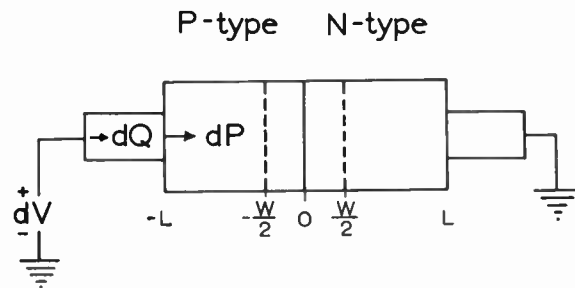 P-type N-type
dQ dP
+
dV
-
-L -W/2 0 W/2 L